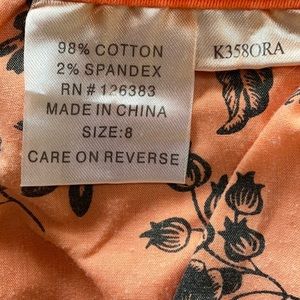 98% COTTON
2% SPANDEX
RN # 126383
MADE IN CHINA
SIZE: 8
CARE ON REVERSE
K358ORA